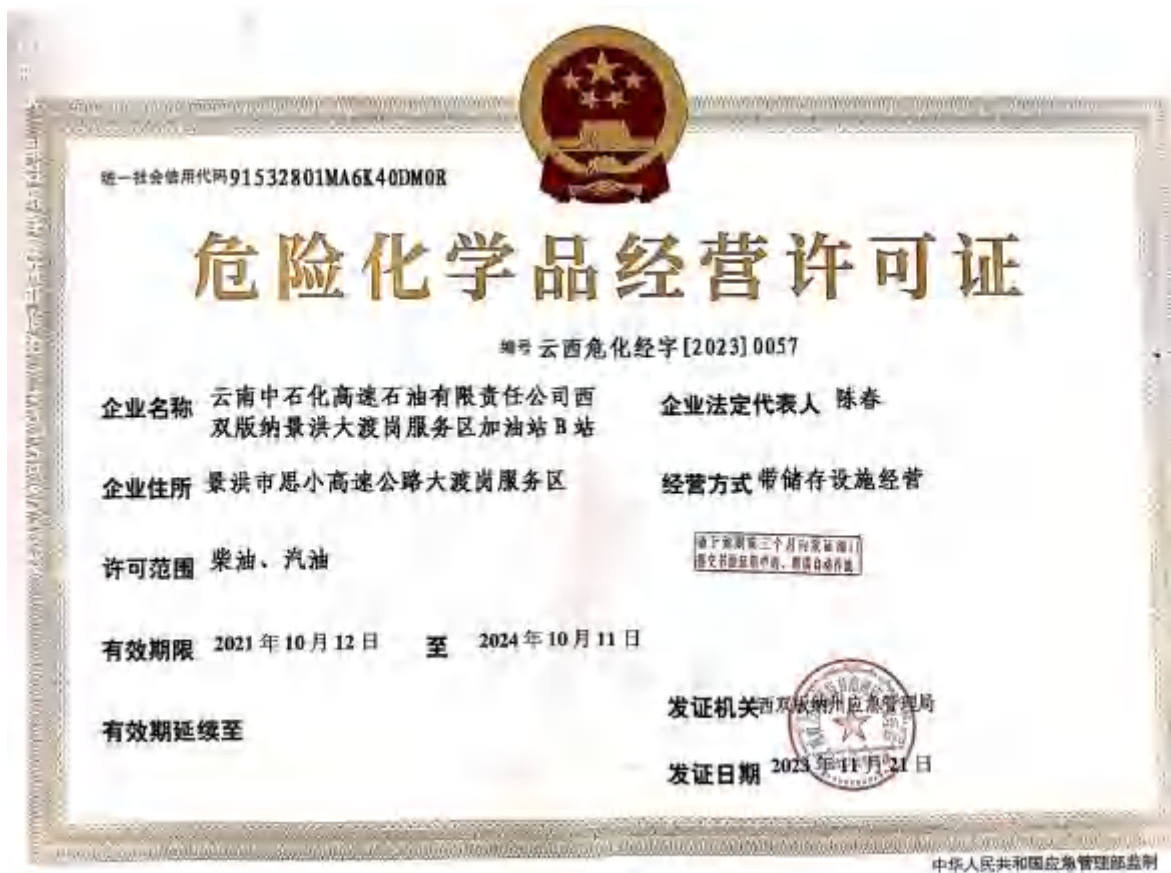 统一社会信用代码91532801MA6K40DM0R
危险化学品经营许可证
编号 云西危化经字[2023]0057
企业名称 云南中石化高速石油有限责任公司西
双版纳景洪大渡岗服务区加油站B站
企业法定代表人 陈春
企业住所 景洪市思小高速公路大渡岗服务区
经营方式 带储存设施经营
许可范围 柴油、汽油
有效期限 2021年10月12日 至 2024年10月11日
发证机关 西双版纳州应急管理局
有效期延续至
发证日期 2023年11月21日
中华人民共和国应急管理部监制